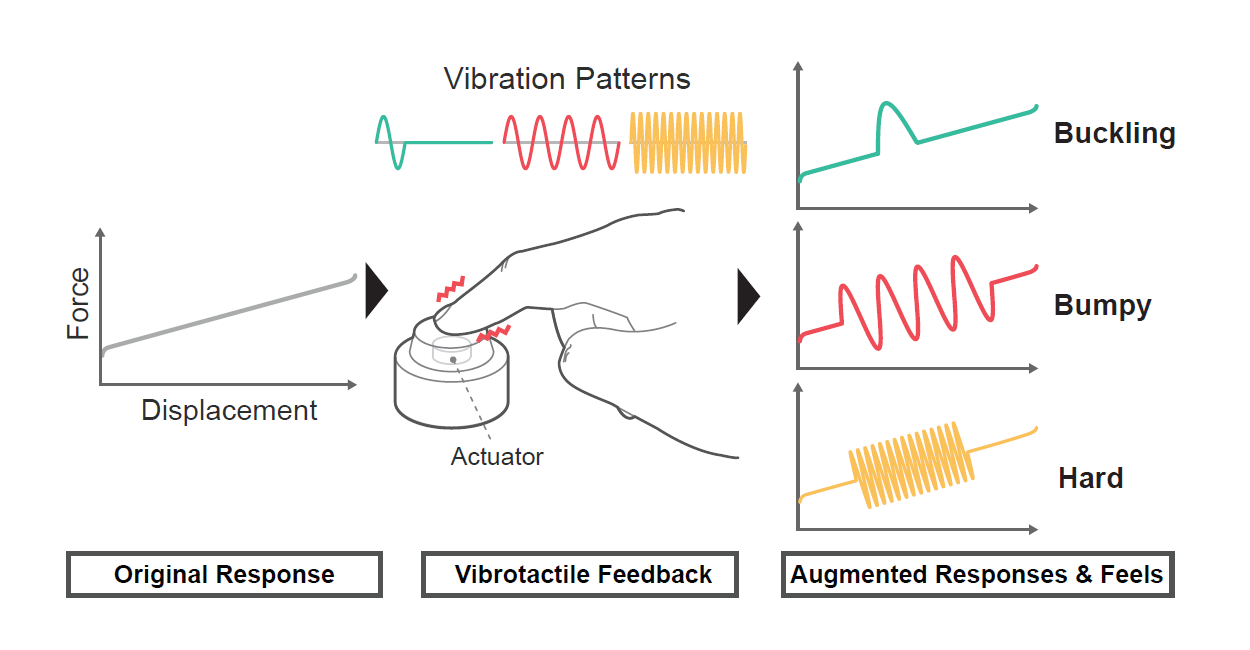 Vibration Patterns
Force
Displacement
Actuator
Buckling
Bumpy
Hard
Original Response
Vibrotactile Feedback
Augmented Responses & Feels